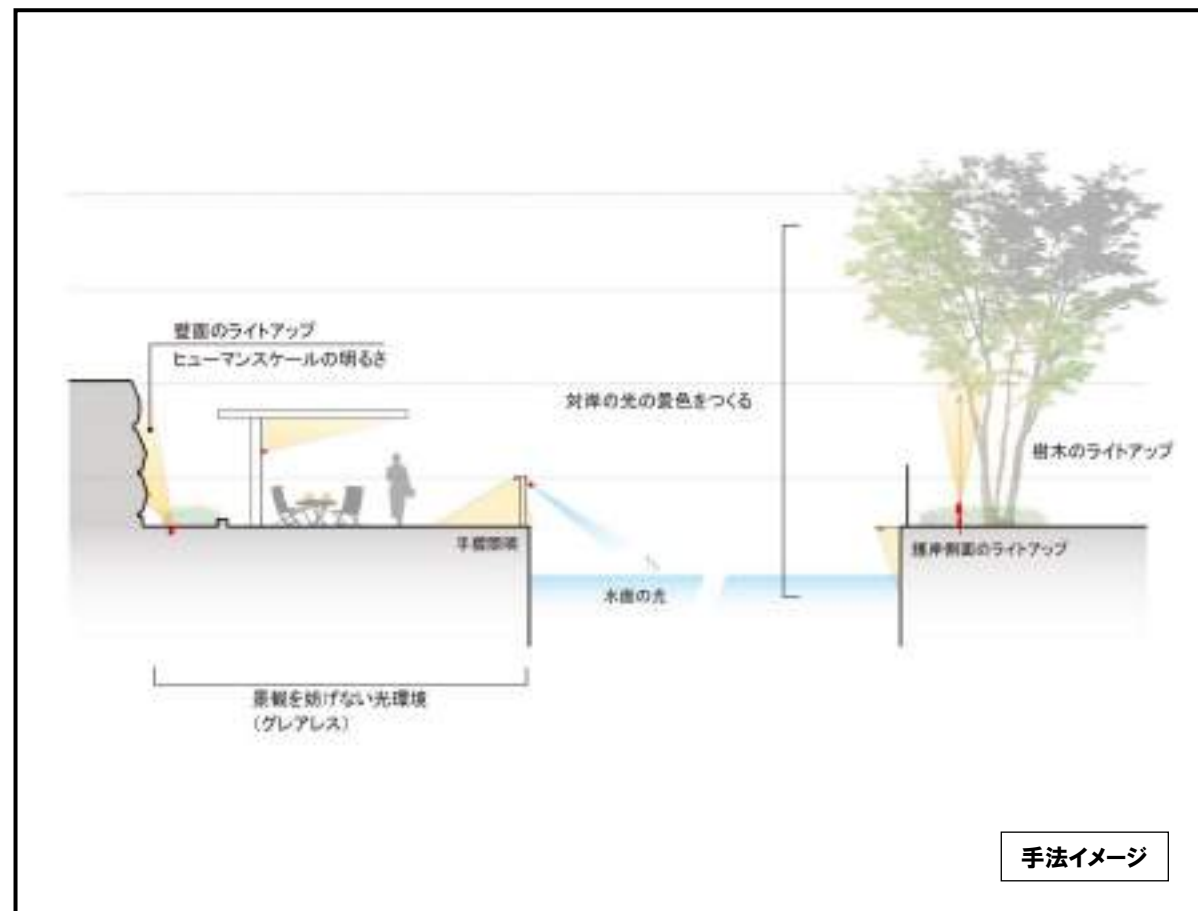 壁面のライトアップ
ヒューマンスケールの明るさ
対岸の光の景色をつくる
樹木のライトアップ
手摺照明
護岸側面のライトアップ
水面の光
景観を妨げない光環境
(グレアレス)
手法イメージ